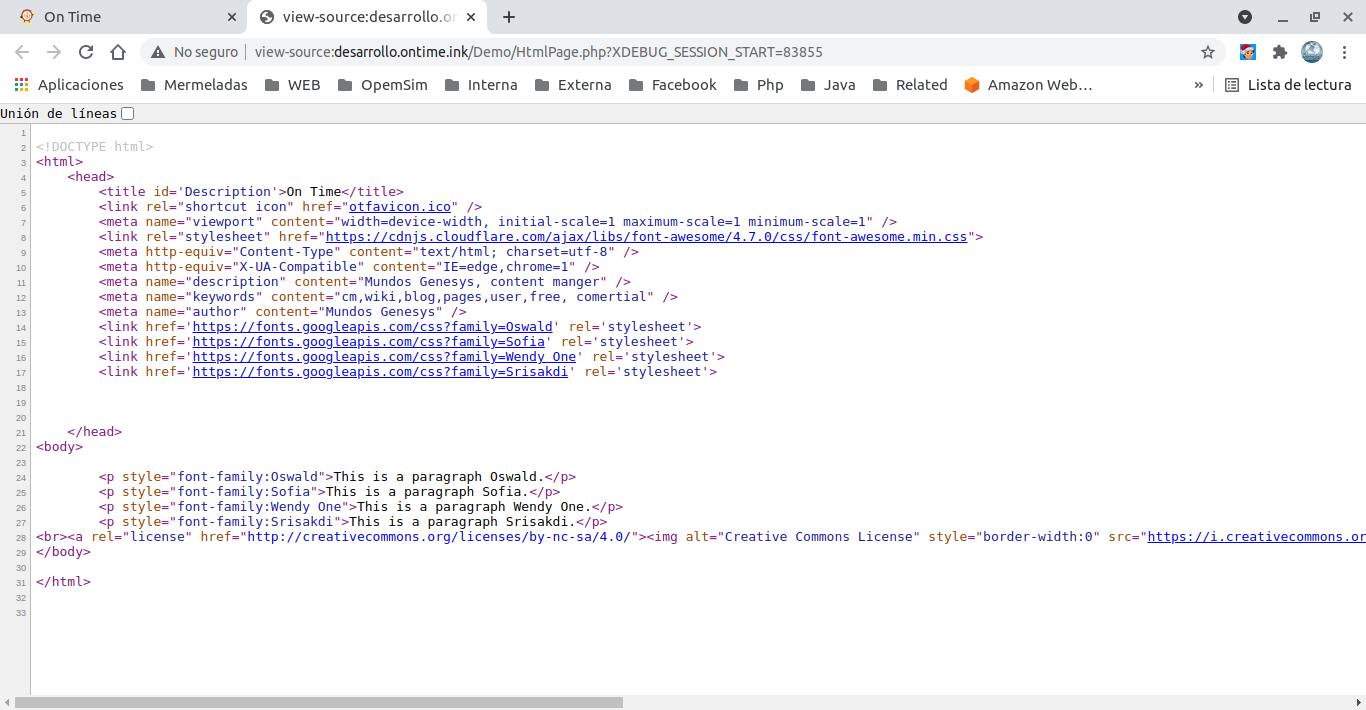 On Time
view-source:desarrollo.on
No seguro
view-source:desarrollo.ontime.ink/Demo/HtmlPage.php?XDEBUG_SESSION_START=83855
Aplicaciones Mermeladas WEB OpemSim Interna Externa Facebook Php Java Related Amazon Web… » Lista de lectura
Unión de líneas
1
2 <!DOCTYPE html>
3 <html>
4 <head>
5 <title id='Description'>On Time</title>
6 <link rel="shortcut icon" href="otfavicon.ico" />
7 <meta name="viewport" content="width=device-width, initial-scale=1 maximum-scale=1 minimum-scale=1" />
8 <link rel="stylesheet" href="https://cdnjs.cloudflare.com/ajax/libs/font-awesome/4.7.0/css/font-awesome.min.css">
9 <meta http-equiv="Content-Type" content="text/html; charset=utf-8" />
10 <meta http-equiv="X-UA-Compatible" content="IE=edge,chrome=1" />
11 <meta name="description" content="Mundos Genesys, content manger" />
12 <meta name="keywords" content="cm,wiki,blog,pages,user,free, comertial" />
13 <meta name="author" content="Mundos Genesys" />
14 <link href='https://fonts.googleapis.com/css?family=Oswald' rel='stylesheet'>
15 <link href='https://fonts.googleapis.com/css?family=Sofia' rel='stylesheet'>
16 <link href='https://fonts.googleapis.com/css?family=Wendy One' rel='stylesheet'>
17 <link href='https://fonts.googleapis.com/css?family=Srisakdi' rel='stylesheet'>
18
19
20
21 </head>
22 <body>
23
24 <p style="font-family:Oswald">This is a paragraph Oswald.</p>
25 <p style="font-family:Sofia">This is a paragraph Sofia.</p>
26 <p style="font-family:Wendy One">This is a paragraph Wendy One.</p>
27 <p style="font-family:Srisakdi">This is a paragraph Srisakdi.</p>
28 <br><a rel="license" href="http://creativecommons.org/licenses/by-nc-sa/4.0/"><img alt="Creative Commons License" style="border-width:0" src="https://i.creativecommons.or
29 </body>
30
31 </html>
32
33